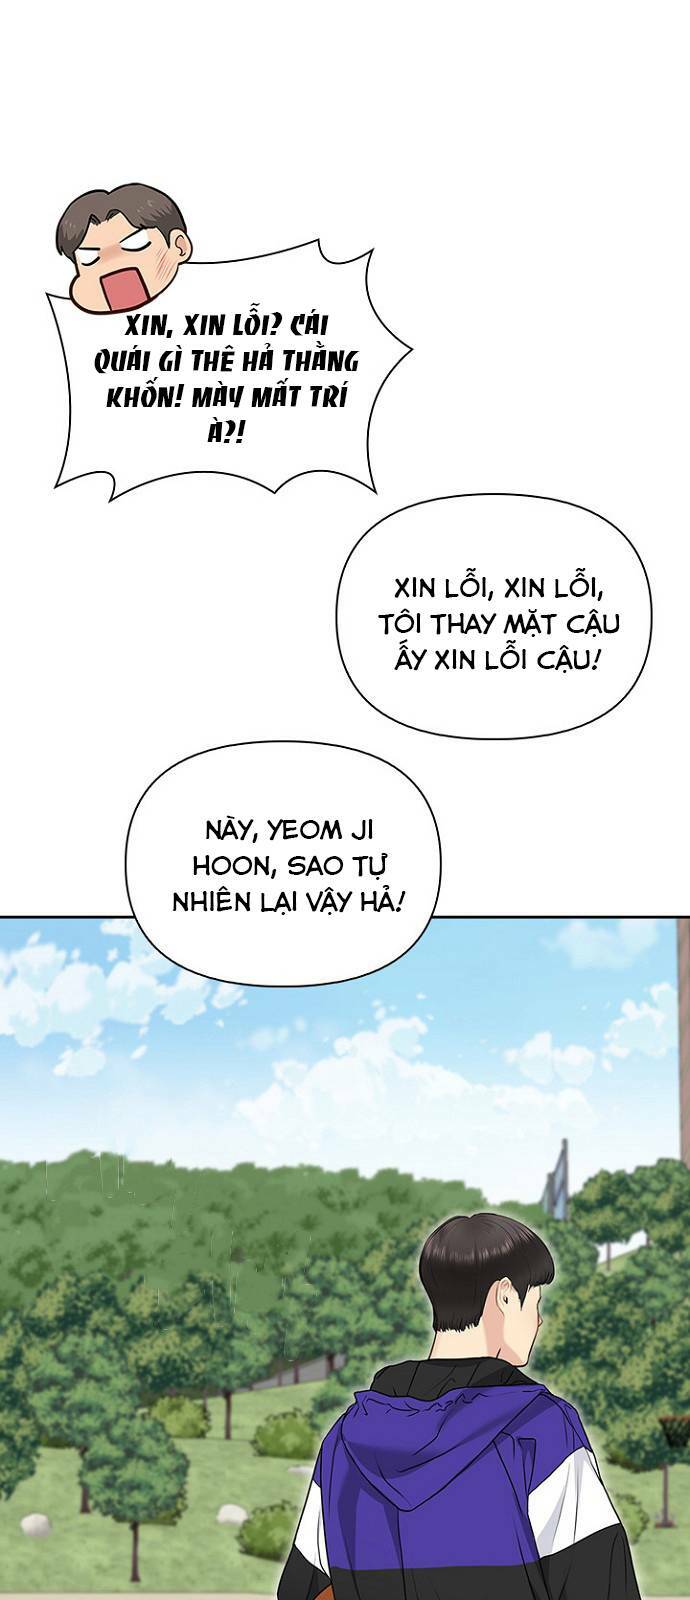 XIN, XIN LỖI? CÁI
QUÁI GÌ THẾ HẢ THẰNG
KHỐN! MÀY MẤT TRÍ
À?!
XIN LỖI, XIN LỖI,
TÔI THAY MẶT CẬU
ẤY XIN LỖI CẬU!
NÀY, YEOM JI
HOON, SAO TỰ
NHIÊN LẠI VẬY HẢ!